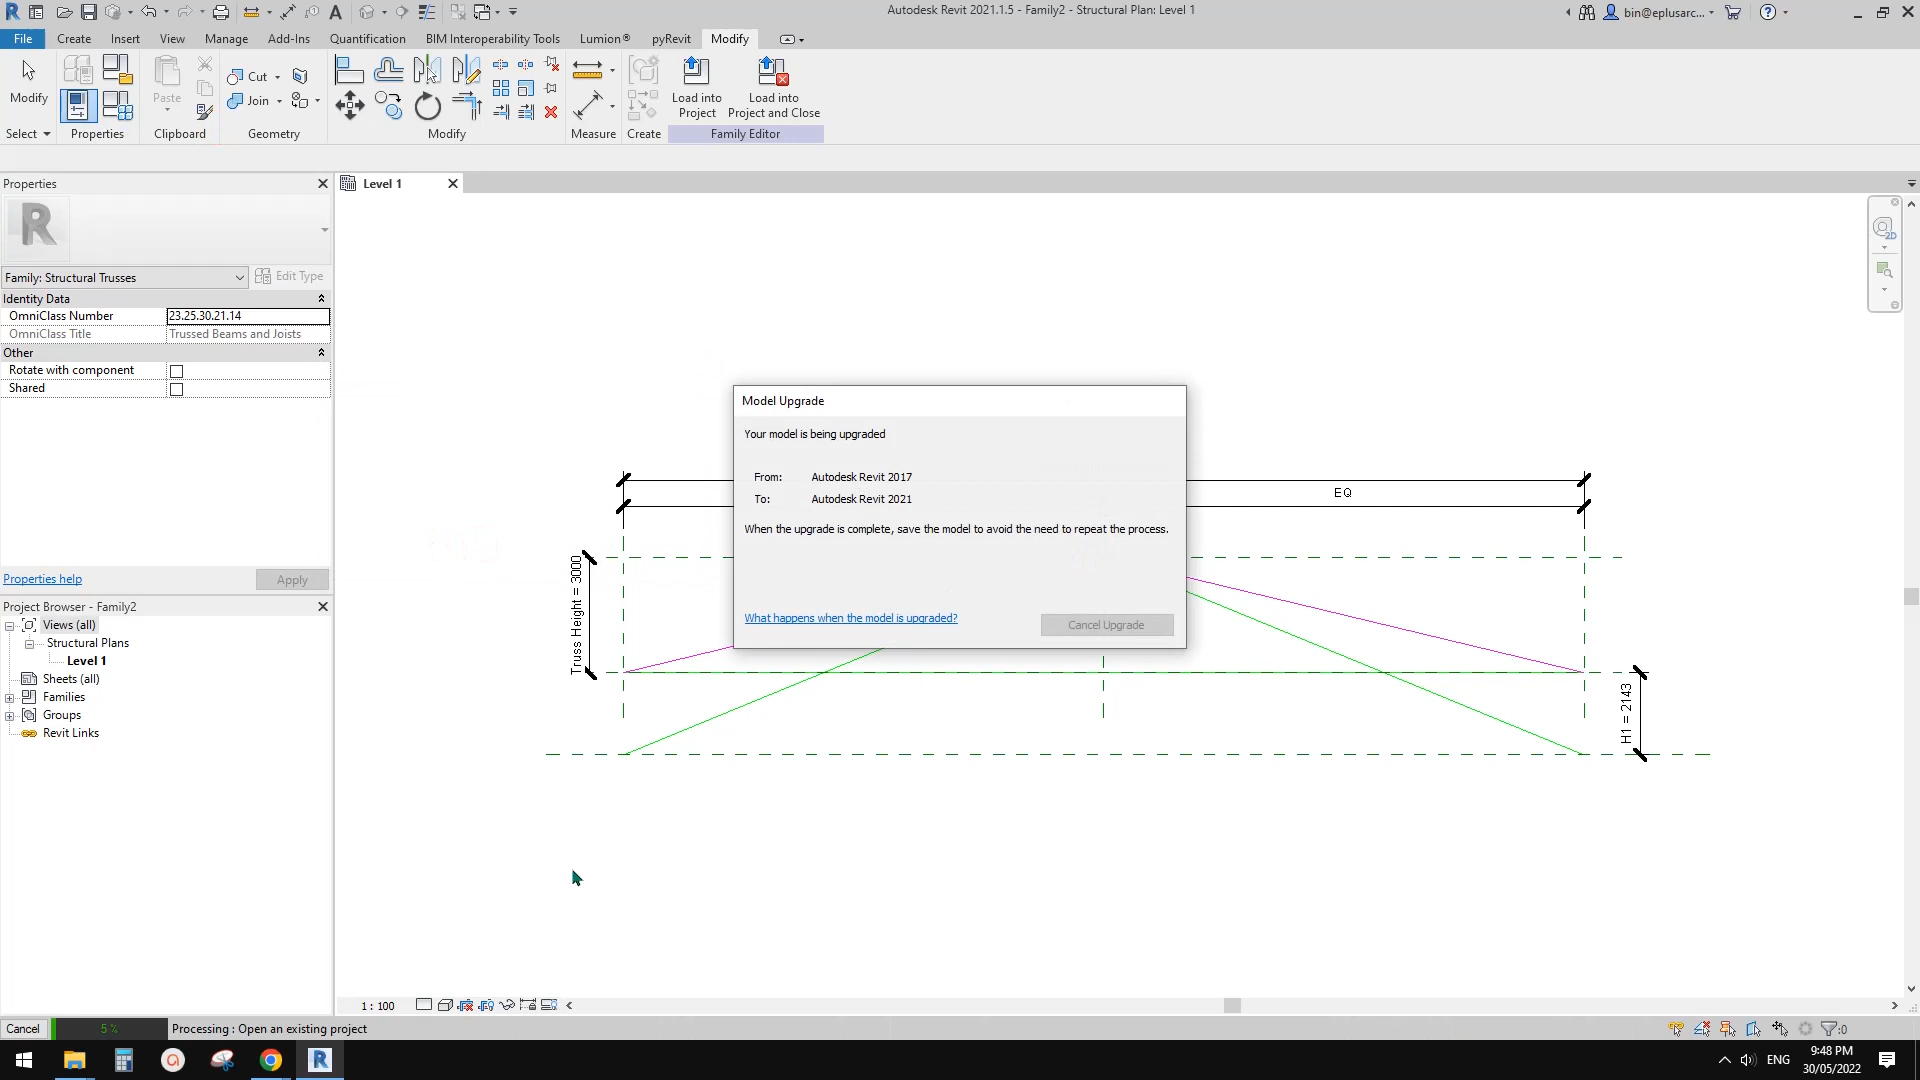 Autodesk Revit 2021.1.5 - Family2 - Structural Plan: Level 1
bin@eplusarc...
File Create Insert View Manage Add-Ins Quantification BIM Interoperability Tools Lumion® pyRevit Modify
Modify
Paste
Cut
Join
Load into
Project
Load into
Project and Close
Select Properties Clipboard Geometry Modify Measure Create Family Editor
Properties
Level 1
R
2D
Family: Structural Trusses
Edit Type
Identity Data
OmniClass Number 23.25.30.21.14
OmniClass Title Trussed Beams and Joists
Other
Rotate with component
Shared
Properties help
Apply
Project Browser - Family2
Views (all)
Structural Plans
Level 1
Sheets (all)
Families
Groups
Revit Links
Model Upgrade
Your model is being upgraded
From: Autodesk Revit 2017
To: Autodesk Revit 2021
When the upgrade is complete, save the model to avoid the need to repeat the process.
What happens when the model is upgraded?
Cancel Upgrade
EQ
Truss Height = 3000
H1 = 2143
1 : 100
Cancel
5 %
Processing : Open an existing project
:0
ENG
9:48 PM
30/05/2022